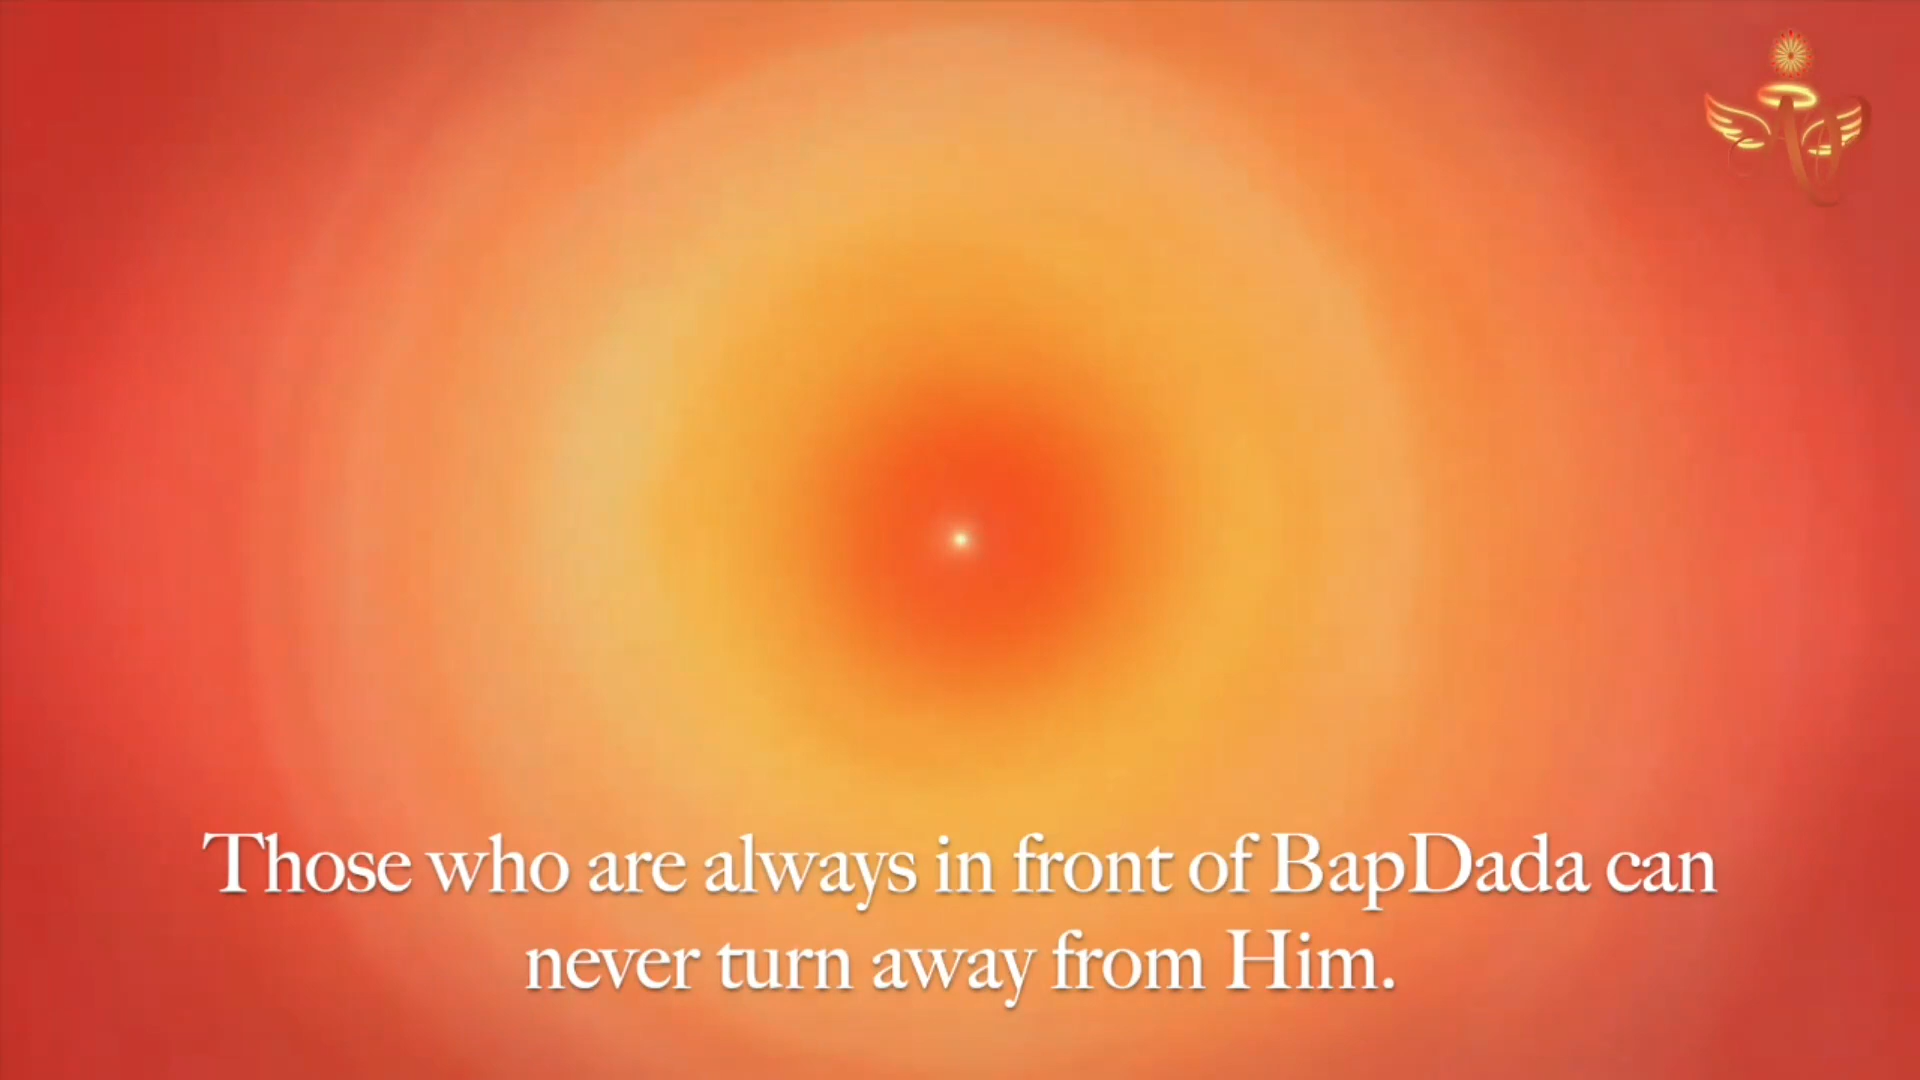 Those who are always in front of BapDada can
never turn away from Him.